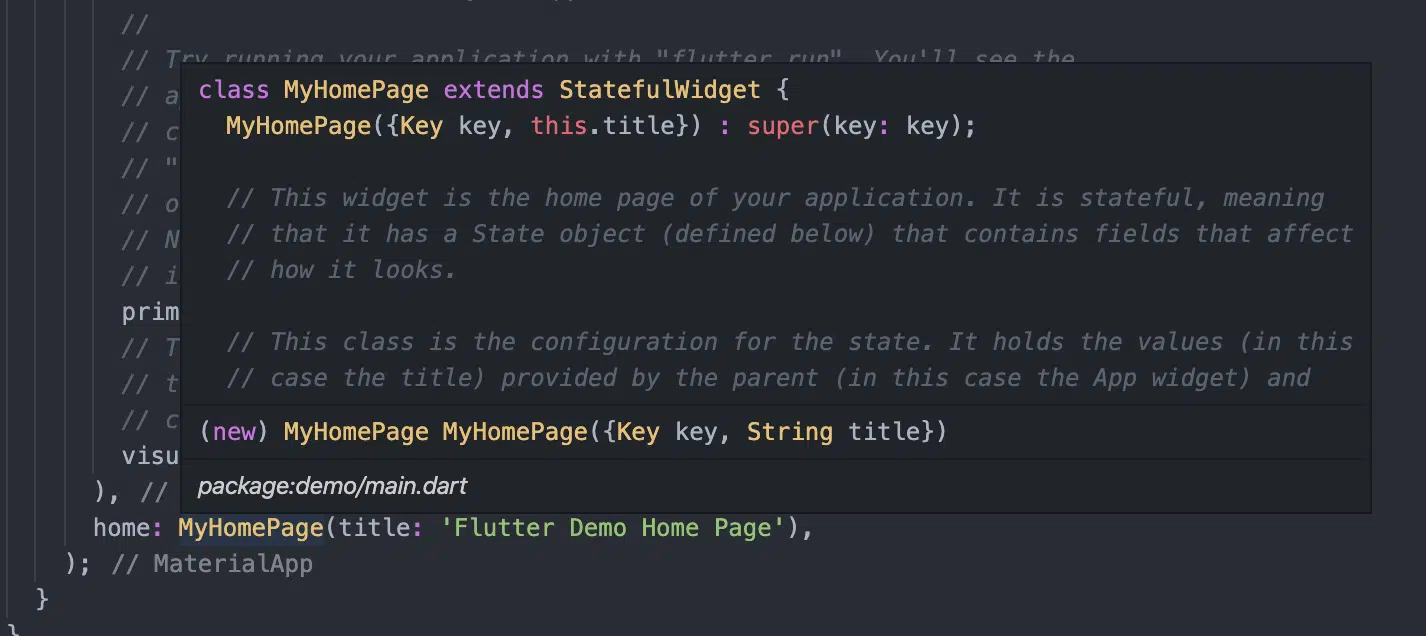 //
// Try running your application with "flutter run". You'll see the
// a
class MyHomePage extends StatefulWidget {
// c
MyHomePage({Key key, this.title}) : super(key: key);
// "
// o
// This widget is the home page of your application. It is stateful, meaning
// N
// that it has a State object (defined below) that contains fields that affect
// i
// how it looks.
prim
// T
// This class is the configuration for the state. It holds the values (in this
// t
// case the title) provided by the parent (in this case the App widget) and
// c
(new) MyHomePage MyHomePage({Key key, String title})
visu
), //
package:demo/main.dart
home: MyHomePage(title: 'Flutter Demo Home Page'),
); // MaterialApp
}
}